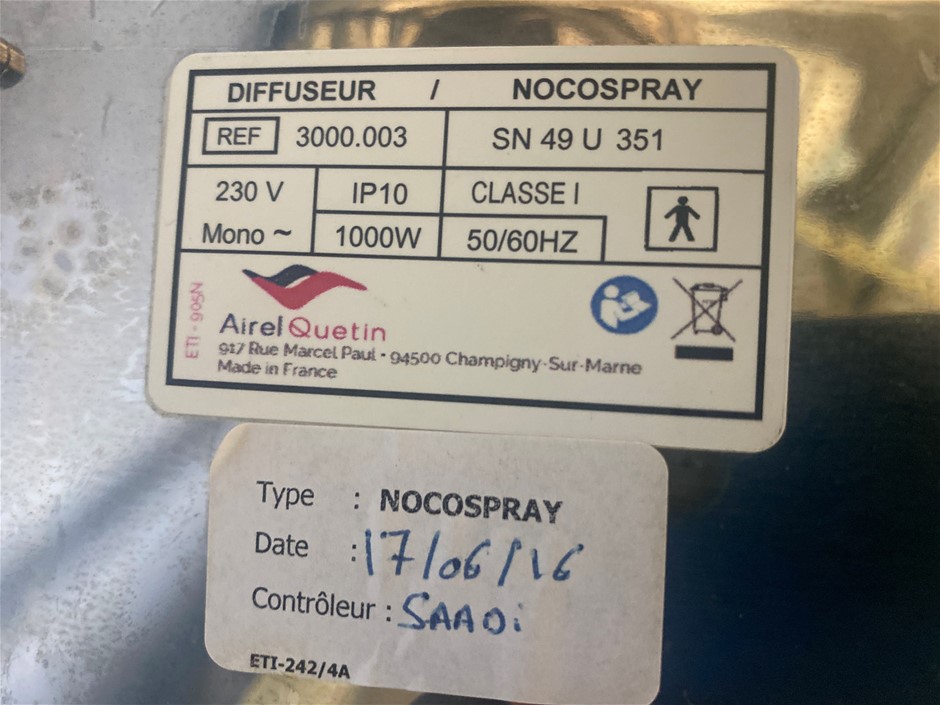 DIFFUSEUR / NOCOSPRAY
REF 3000.003 SN 49 U 351
230 V IP10 CLASSE I
Mono ~ 1000W 50/60HZ
ETI - 905N
Airel Quetin
917 Rue Marcel Paul - 94500 Champigny-Sur-Marne
Made in France
Type : NOCOSPRAY
Date : 17/06/16
Contrôleur : SAADi
ETI-242/4A